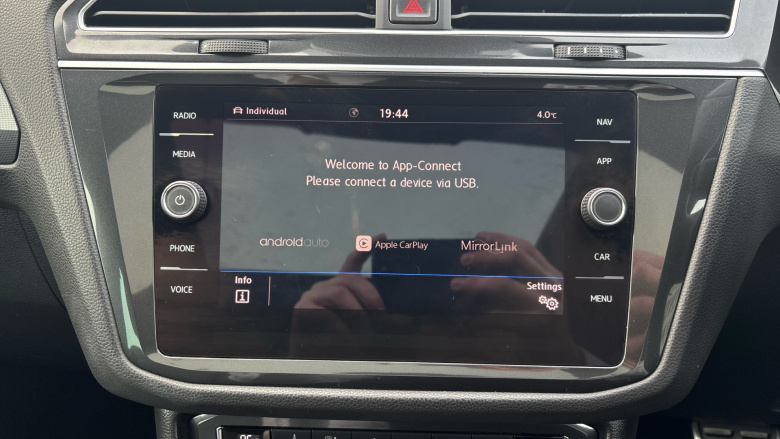 RADIO
MEDIA
PHONE
VOICE
Individual 19:44 4.0°C
Welcome to App-Connect
Please connect a device via USB.
androidauto Apple CarPlay MirrorLink
Info Settings
NAV
APP
CAR
MENU